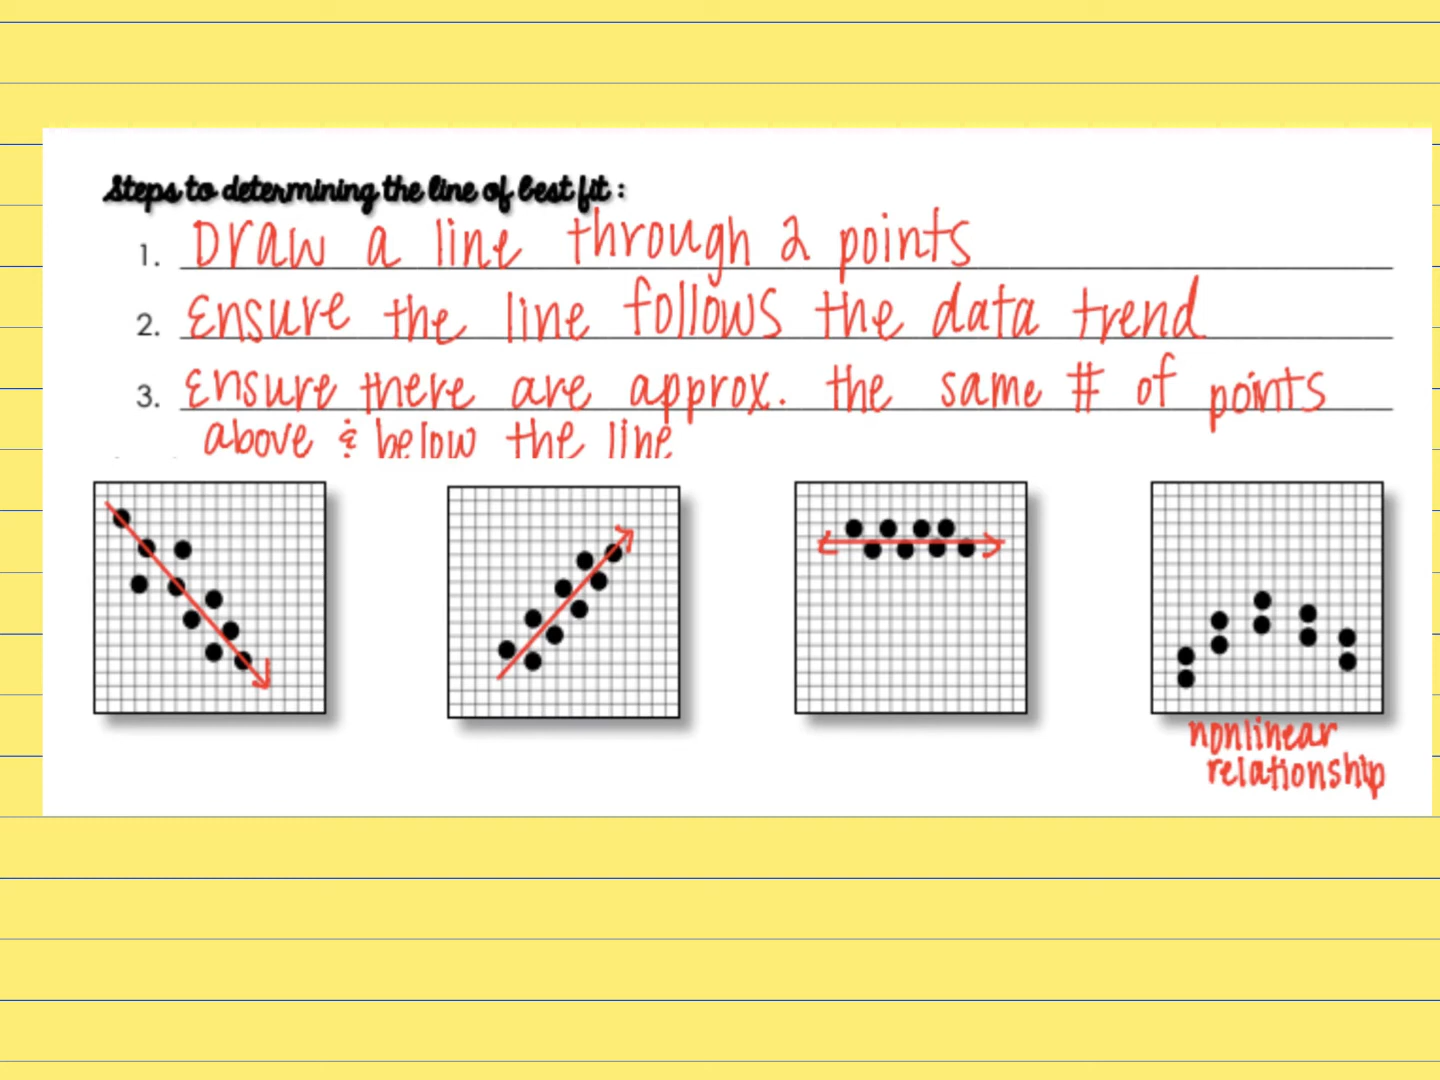 Steps to determining the line of best fit :
1. Draw a line through 2 points
2. Ensure the line follows the data trend
3. Ensure there are approx. the same # of points
above & below the line
nonlinear
relationship